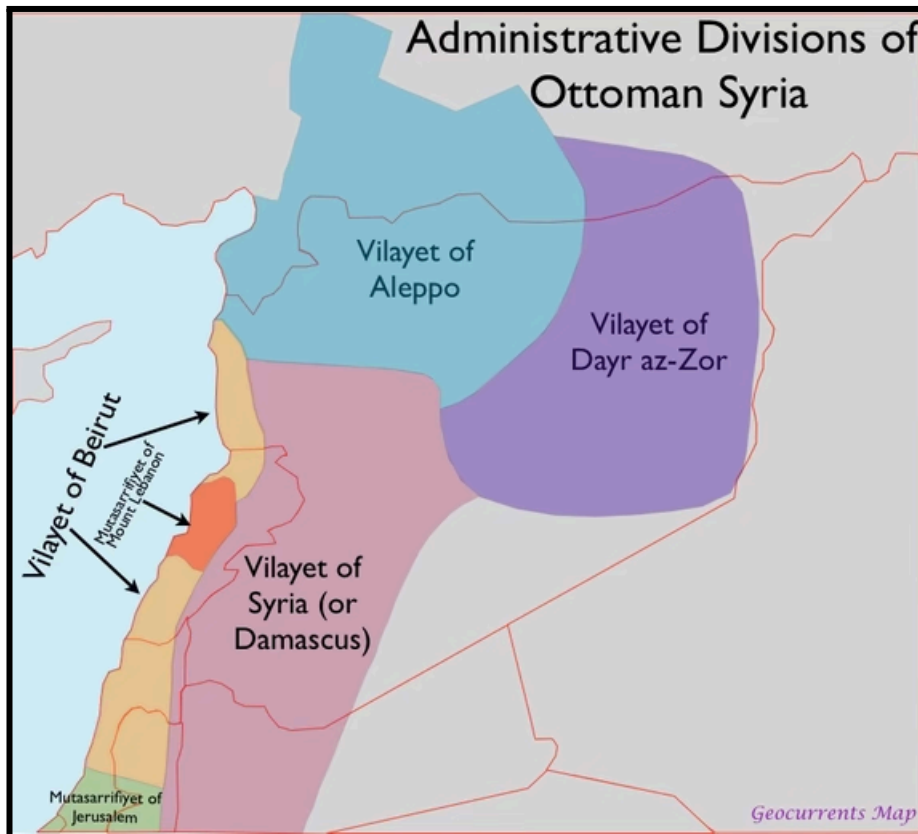 Administrative Divisions of
Ottoman Syria
Vilayet of
Aleppo
Vilayet of
Dayr az-Zor
Vilayet of Beirut
Mutasarrifiyet of
Mount Lebanon
Vilayet of
Syria (or
Damascus)
Mutasarrifiyet of
Jerusalem
Geocurrents Map